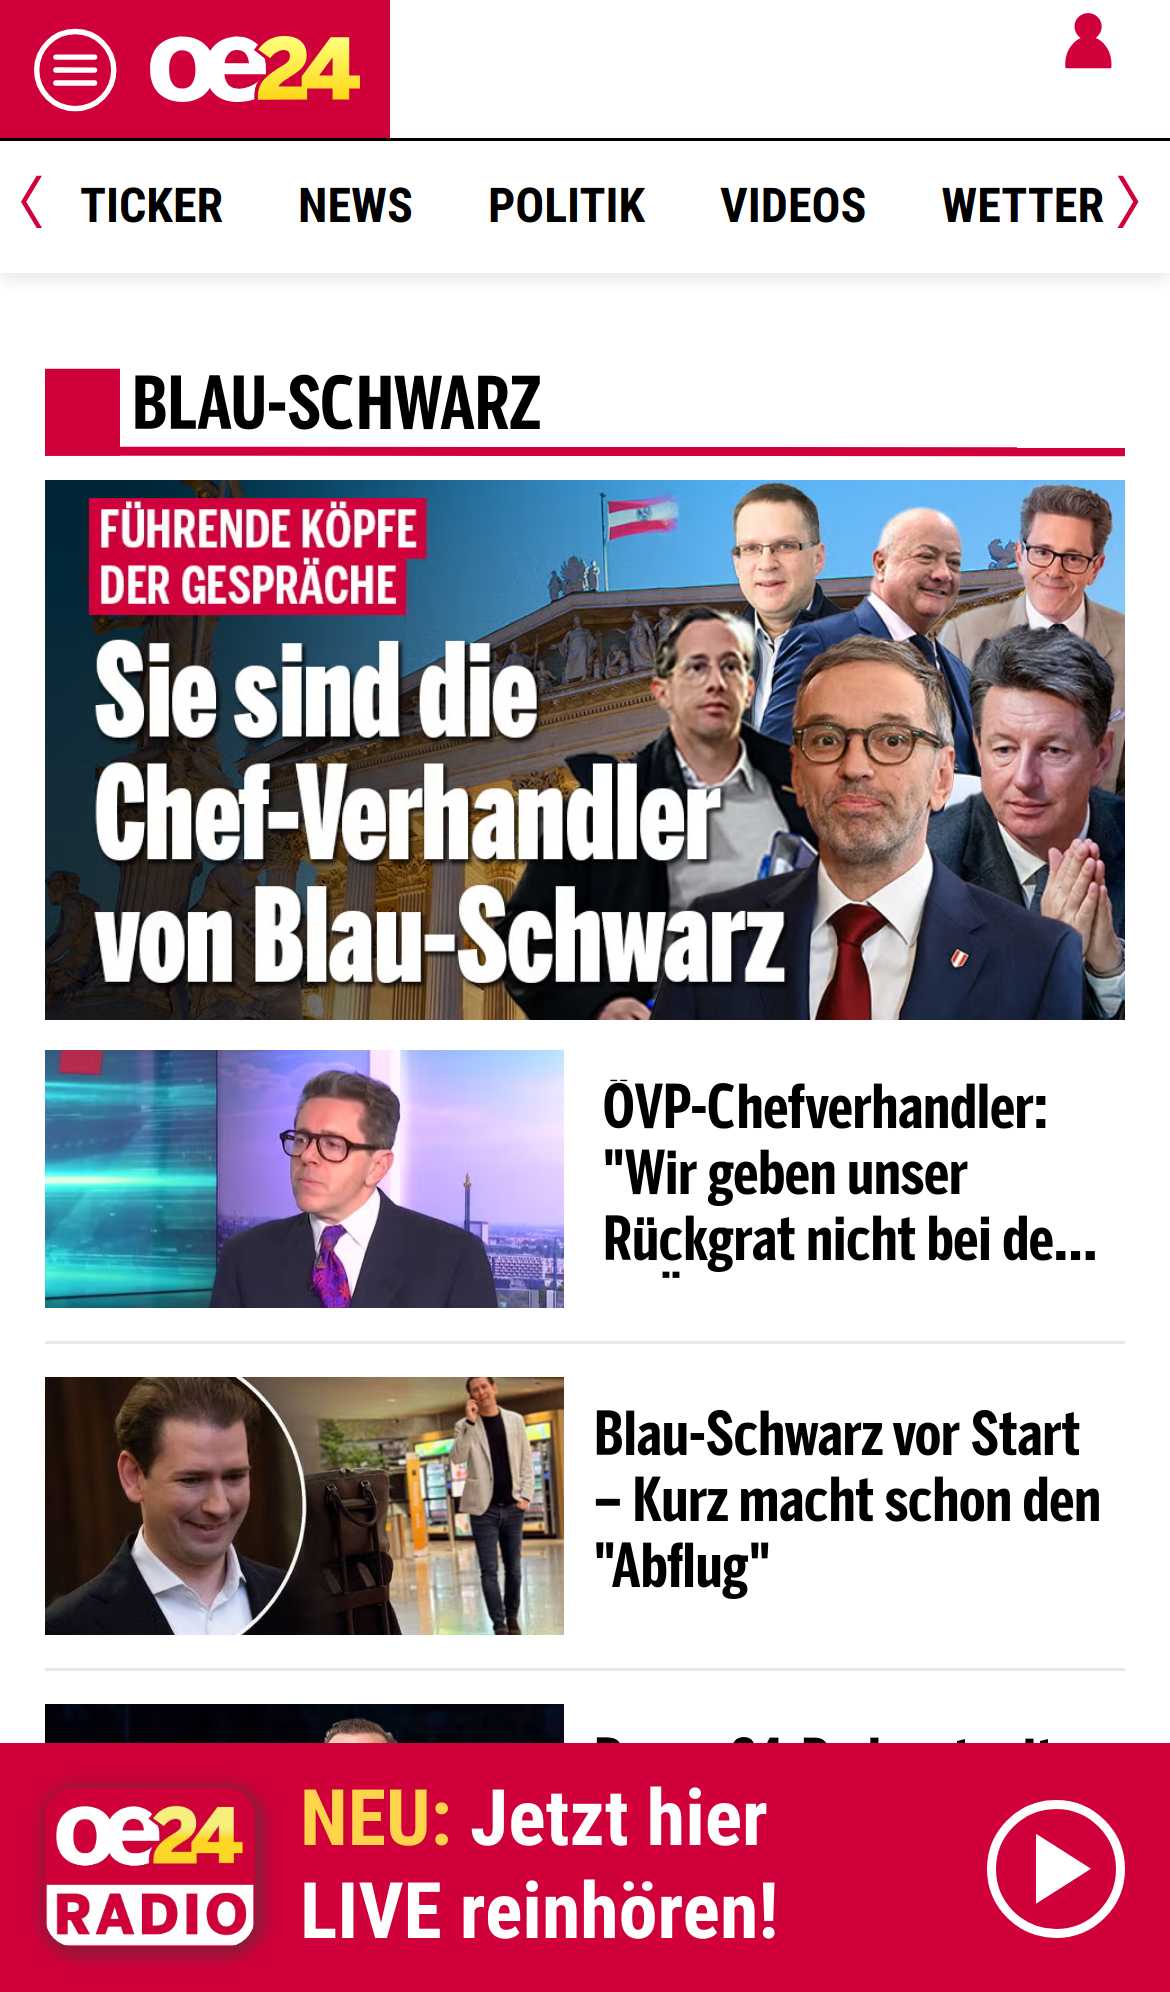 oe24
TICKER NEWS POLITIK VIDEOS WETTER
BLAU-SCHWARZ
FÜHRENDE KÖPFE
DER GESPRÄCHE
Sie sind die
Chef-Verhandler
von Blau-Schwarz
ÖVP-Chefverhandler:
"Wir geben unser
Rückgrat nicht bei de...
Blau-Schwarz vor Start
– Kurz macht schon den
"Abflug"
oe24
RADIO
NEU: Jetzt hier
LIVE reinhören!